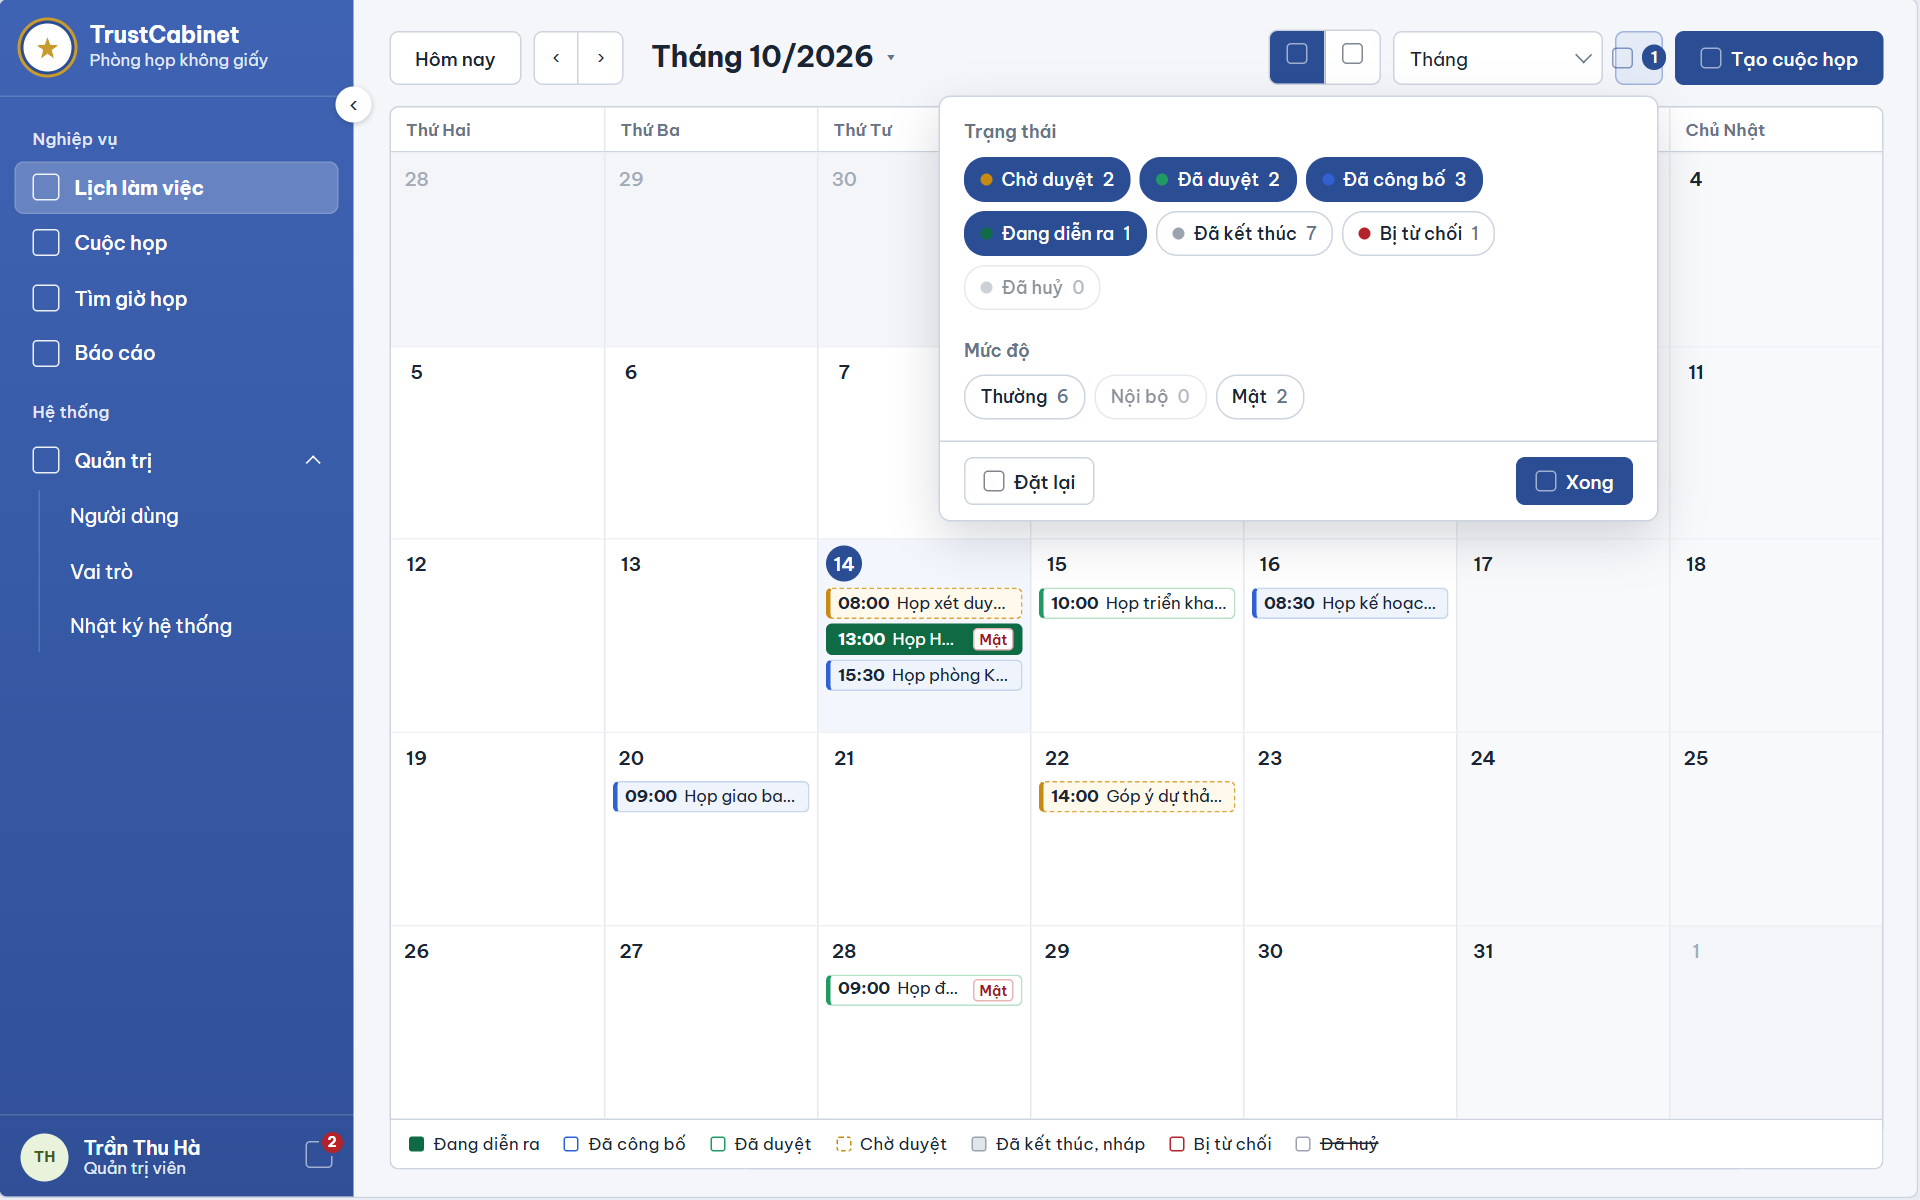 TrustCabinet
Phòng họp không giấy
Nghiệp vụ
Lịch làm việc
Cuộc họp
Tìm giờ họp
Báo cáo
Hệ thống
Quản trị
Người dùng
Vai trò
Nhật ký hệ thống
TH
Trần Thu Hà
Quản trị viên
2
Hôm nay
Tháng 10/2026
Tháng
1
Tạo cuộc họp
Thứ Hai
Thứ Ba
Thứ Tư
Chủ Nhật
Trạng thái
Chờ duyệt 2
Đã duyệt 2
Đã công bố 3
Đang diễn ra 1
Đã kết thúc 7
Bị từ chối 1
Đã huỷ 0
Mức độ
Thường 6
Nội bộ 0
Mật 2
Đặt lại
Xong
28
29
30
4
5
6
7
11
12
13
14
08:00 Họp xét duy...
13:00 Họp H... Mật
15:30 Họp phòng K...
15
10:00 Họp triển kha...
16
08:30 Họp kế hoạc...
17
18
19
20
09:00 Họp giao ba...
21
22
14:00 Góp ý dự thả...
23
24
25
26
27
28
09:00 Họp đ... Mật
29
30
31
1
Đang diễn ra
Đã công bố
Đã duyệt
Chờ duyệt
Đã kết thúc, nháp
Bị từ chối
Đã huỷ